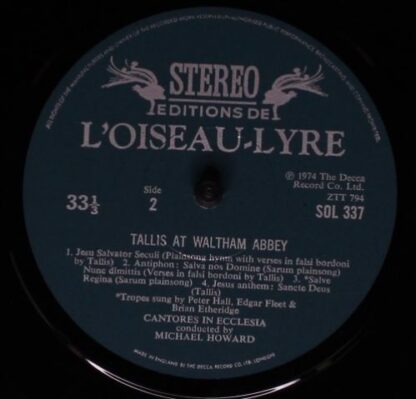 STEREO
EDITIONS DE
L'OISEAU-LYRE
℗ 1974 The Decca
Record Co. Ltd.
ZTT 794
33⅓
Side
2
SOL 337
TALLIS AT WALTHAM ABBEY
1. Jesu Salvator Seculi (Plainsong hymn with verses in falsi bordoni
by Tallis) 2. Antiphon: Salva nos Domine (Sarum plainsong)
Nunc dimittis (Verses in falsi bordoni by Tallis) 3. *Salve
Regina (Sarum plainsong) 4. Jesus anthem: Sancte Deus
(Tallis)
*Tropes sung by Peter Hall, Edgar Fleet &
Brian Etheridge
CANTORES IN ECCLESIA
conducted by
MICHAEL HOWARD
MADE IN ENGLAND BY THE DECCA RECORD CO. LTD. LONDON